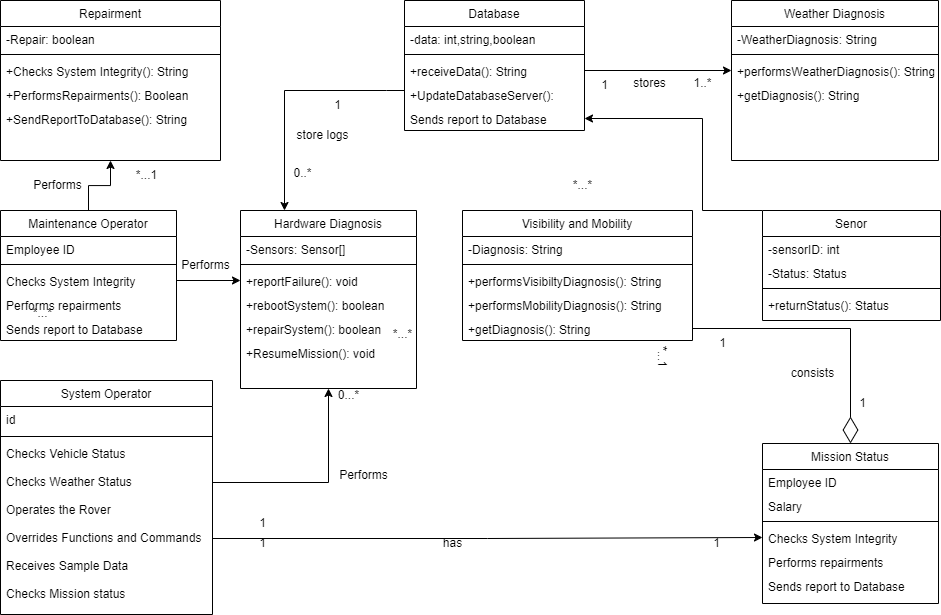 Repairment
-Repair: boolean
+Checks System Integrity(): String
+PerformsRepairments(): Boolean
+SendReportToDatabase(): String
Database
-data: int,string,boolean
+receiveData(): String
+UpdateDatabaseServer():
Sends report to Database
Weather Diagnosis
-WeatherDiagnosis: String
+performsWeatherDiagnosis(): String
+getDiagnosis(): String
1
stores
1..*
1
store logs
0..*
Performs
*...1
*...*
Maintenance Operator
Employee ID
Checks System Integrity
Performs repairments
*...*
Sends report to Database
Performs
Hardware Diagnosis
-Sensors: Sensor[]
+reportFailure(): void
+rebootSystem(): boolean
+repairSystem(): boolean
*...*
+ResumeMission(): void
Visibility and Mobility
-Diagnosis: String
+performsVisibiltyDiagnosis(): String
+performsMobilityDiagnosis(): String
+getDiagnosis(): String
Senor
-sensorID: int
-Status: Status
+returnStatus(): Status
1
*...1
consists
1
0...*
Performs
System Operator
id
Checks Vehicle Status
Checks Weather Status
Operates the Rover
Overrides Functions and Commands
Receives Sample Data
Checks Mission status
1
1
has
1
Mission Status
Employee ID
Salary
Checks System Integrity
Performs repairments
Sends report to Database